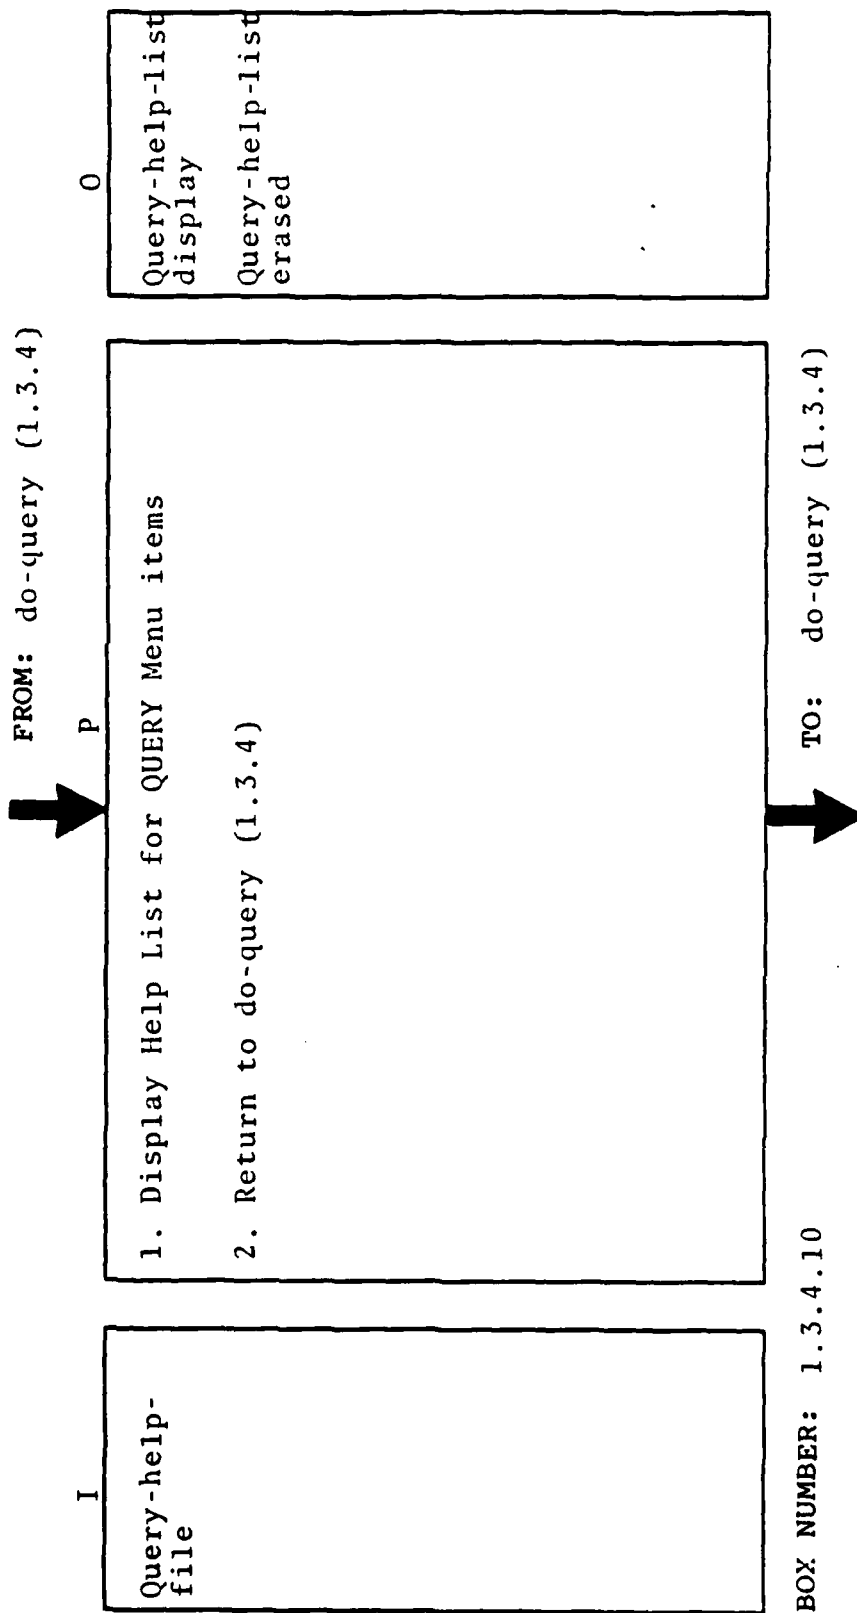 FROM: do-query (1.3.4)
I
P
O
Query-help-
file
1. Display Help List for QUERY Menu items
2. Return to do-query (1.3.4)
Query-help-list
display
Query-help-list
erased
BOX NUMBER: 1.3.4.10
TO: do-query (1.3.4)